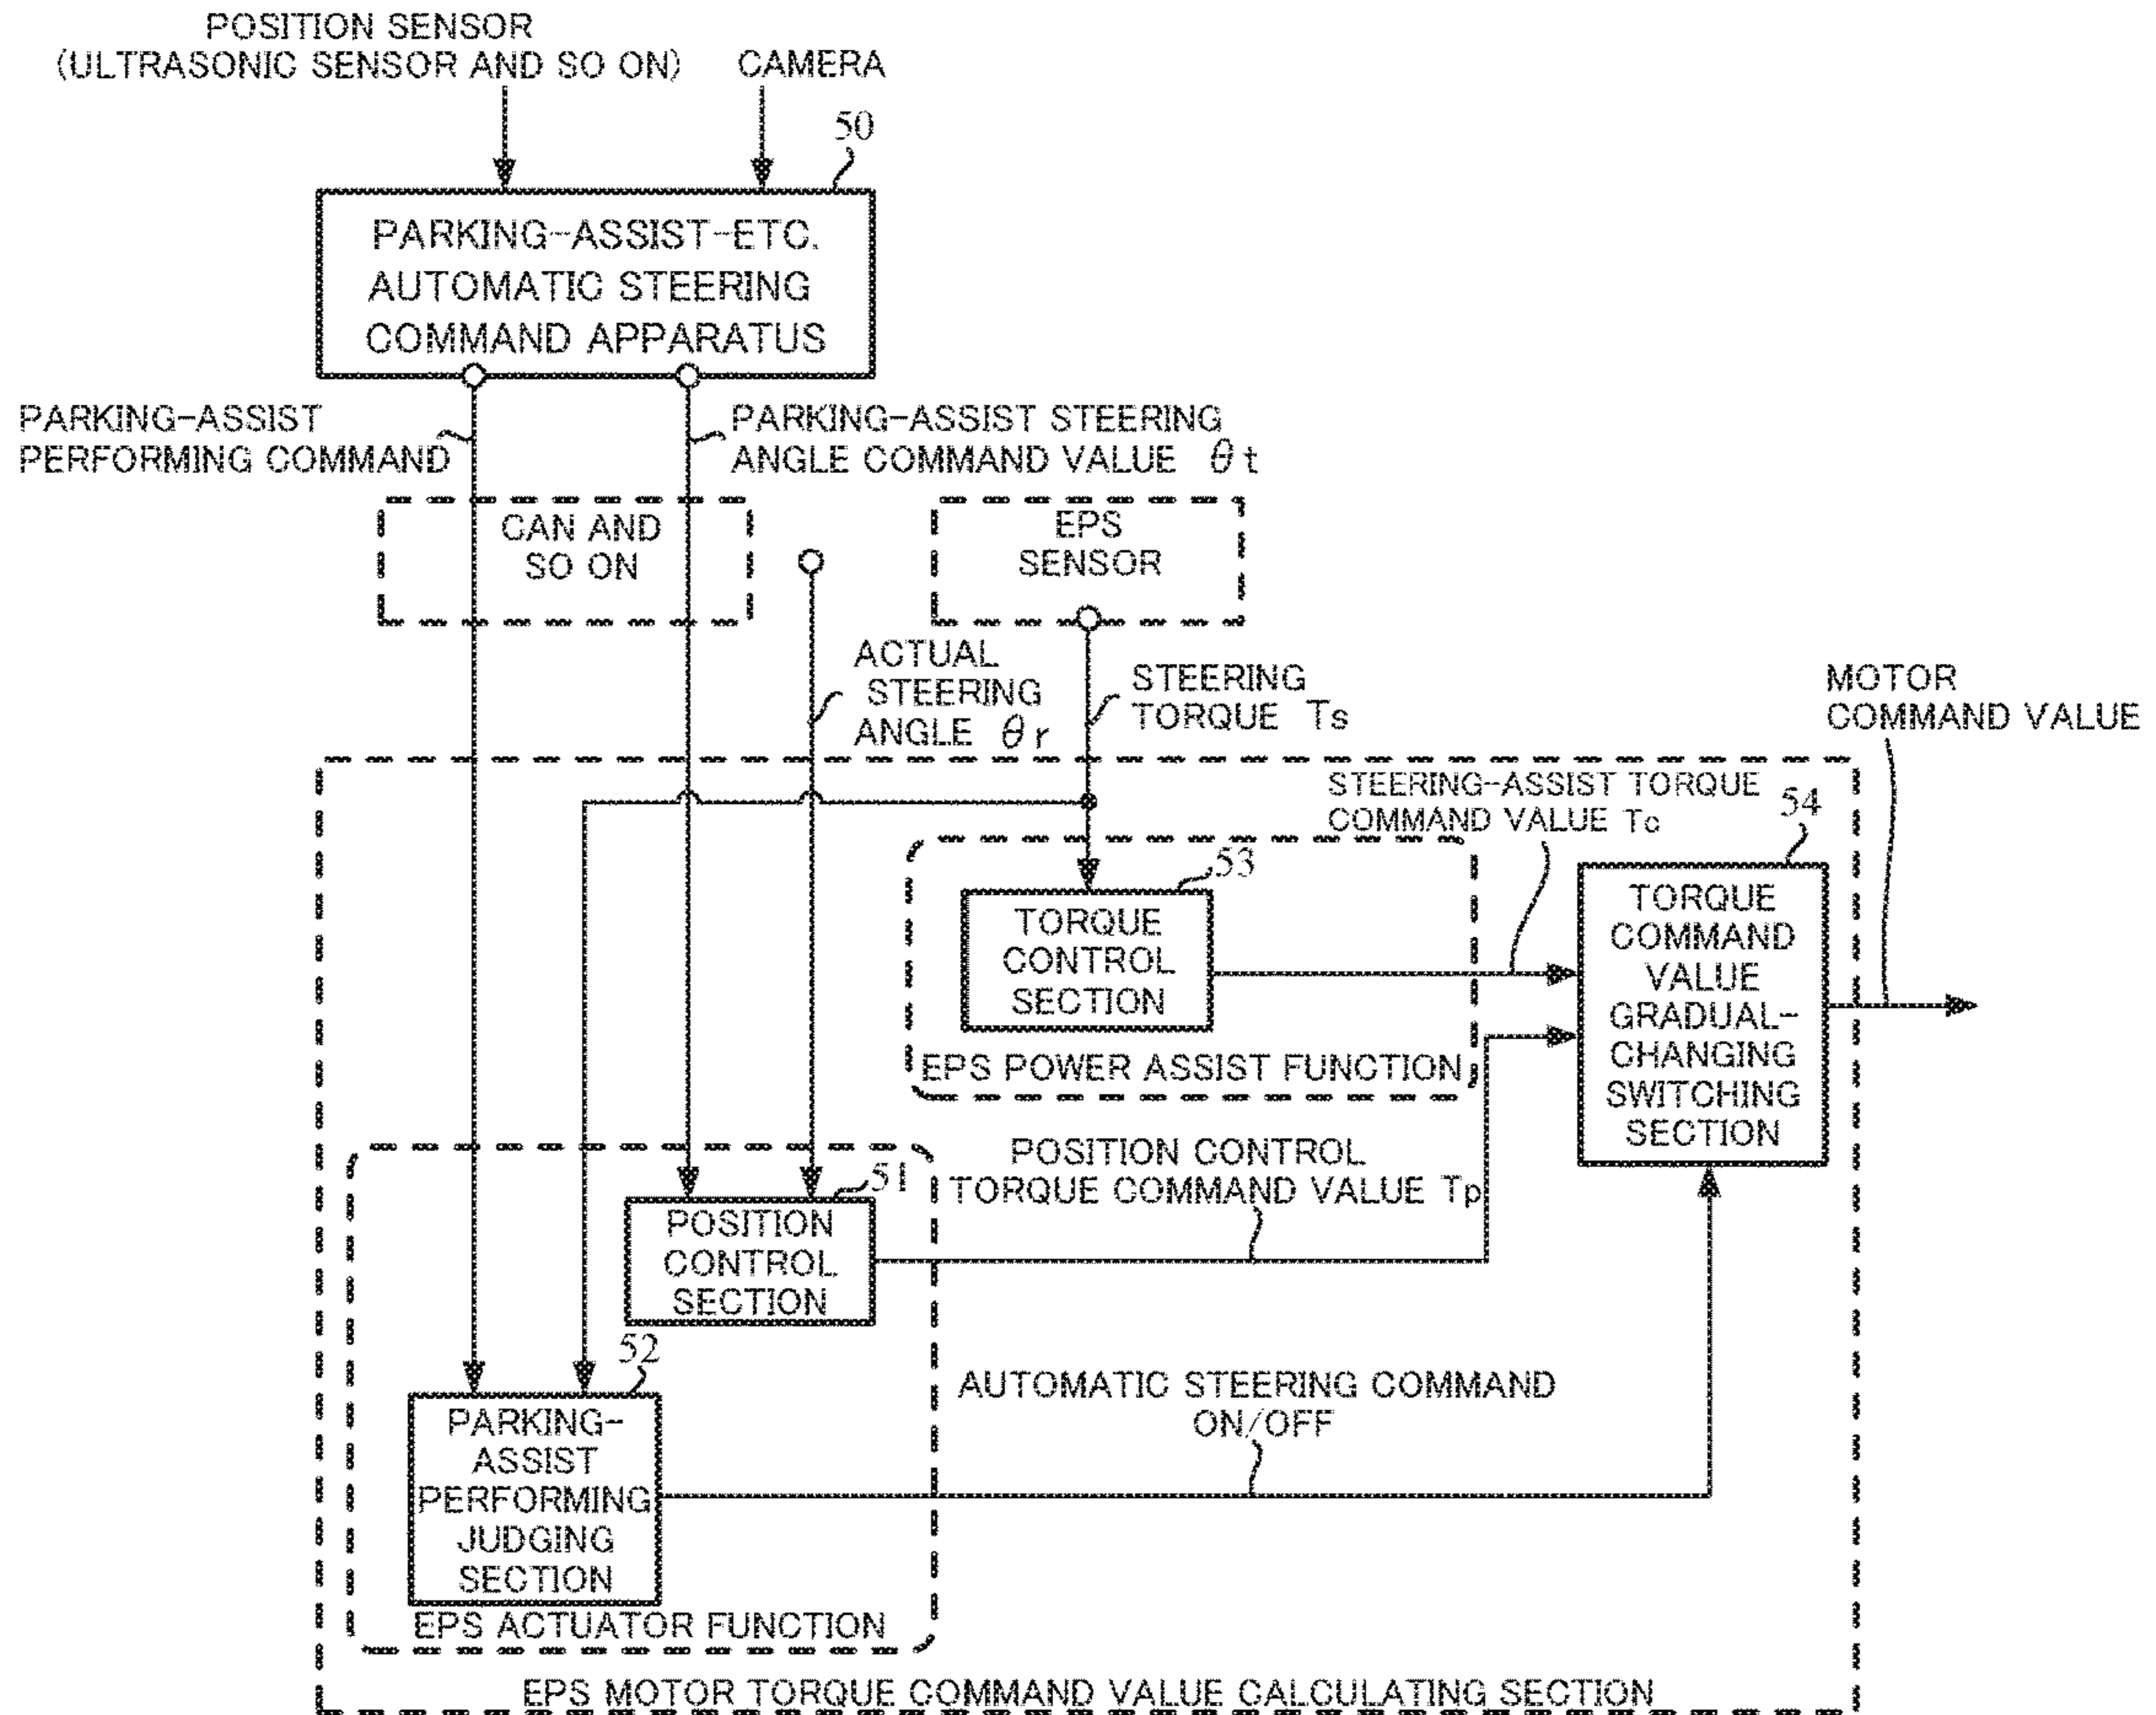 POSITION SENSOR
(ULTRASONIC SENSOR AND SO ON)
CAMERA
50
PARKING-ASSIST-ETC.
AUTOMATIC STEERING
COMMAND APPARATUS
PARKING-ASSIST
PERFORMING COMMAND
PARKING-ASSIST STEERING
ANGLE COMMAND VALUE θt
CAN AND
SO ON
EPS
SENSOR
ACTUAL
STEERING
ANGLE θr
STEERING
TORQUE Ts
MOTOR
COMMAND VALUE
STEERING-ASSIST TORQUE
COMMAND VALUE Tc
54
53
TORQUE
CONTROL
SECTION
EPS POWER ASSIST FUNCTION
TORQUE
COMMAND
VALUE
GRADUAL-
CHANGING
SWITCHING
SECTION
POSITION CONTROL
TORQUE COMMAND VALUE Tp
51
POSITION
CONTROL
SECTION
52
PARKING-
ASSIST
PERFORMING
JUDGING
SECTION
AUTOMATIC STEERING COMMAND
ON/OFF
EPS ACTUATOR FUNCTION
EPS MOTOR TORQUE COMMAND VALUE CALCULATING SECTION